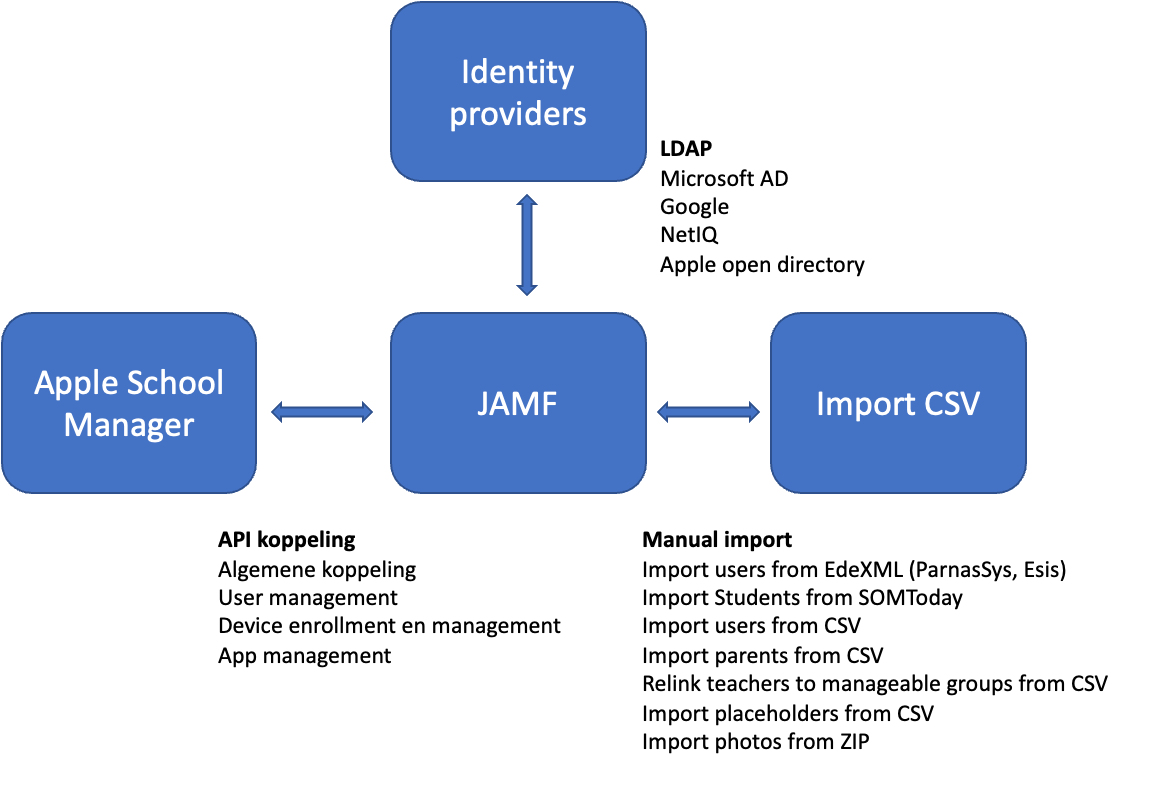 Identity
providers
LDAP
Microsoft AD
Google
NetIQ
Apple open directory
Apple School
Manager
JAMF
Import CSV
API koppeling
Algemene koppeling
User management
Device enrollment en management
App management
Manual import
Import users from EdeXML (ParnasSys, Esis)
Import Students from SOMToday
Import users from CSV
Import parents from CSV
Relink teachers to manageable groups from CSV
Import placeholders from CSV
Import photos from ZIP